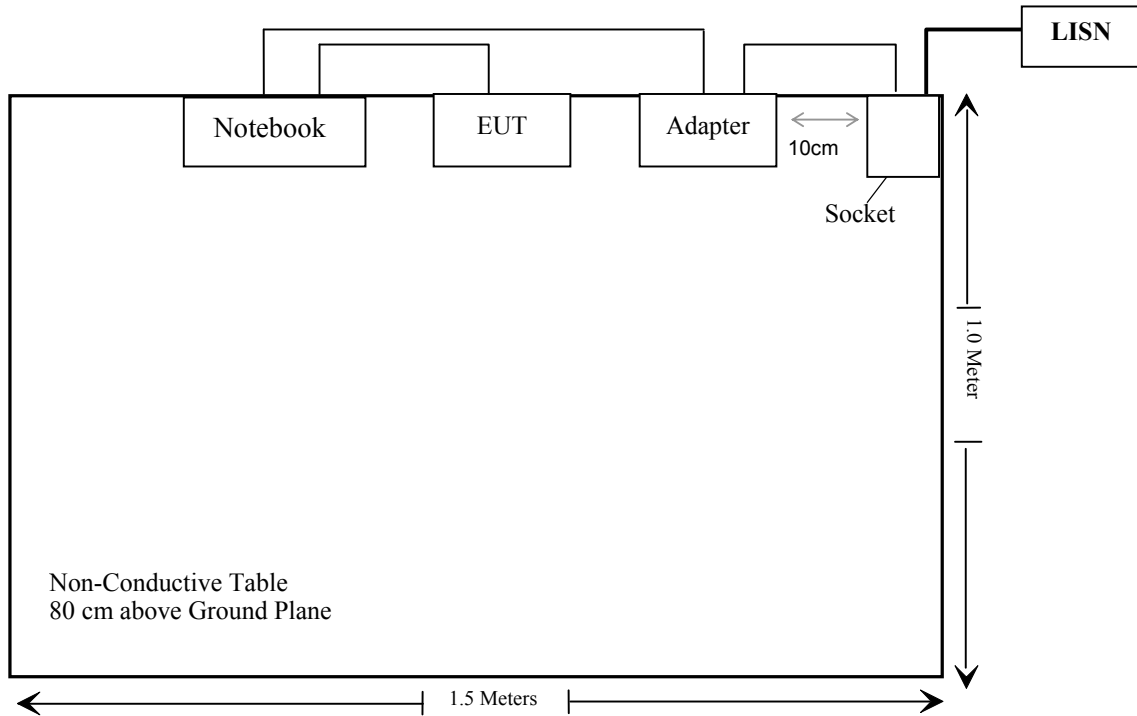 LISN
Notebook
EUT
Adapter
10cm
Socket
1.0 Meter
Non-Conductive Table
80 cm above Ground Plane
1.5 Meters